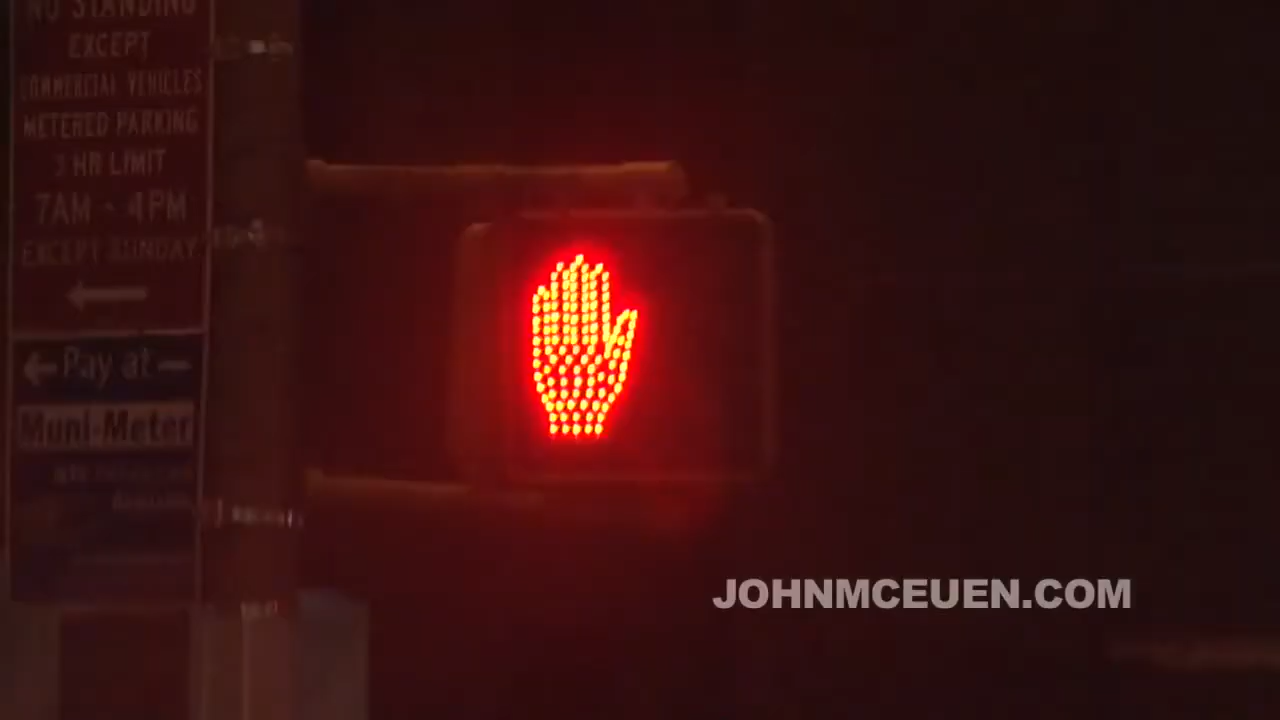 NO STANDING
EXCEPT
COMMERCIAL VEHICLES
METERED PARKING
3 HR LIMIT
7AM - 4PM
EXCEPT SUNDAY
Pay at
Muni-Meter
JOHNMCEUEN.COM